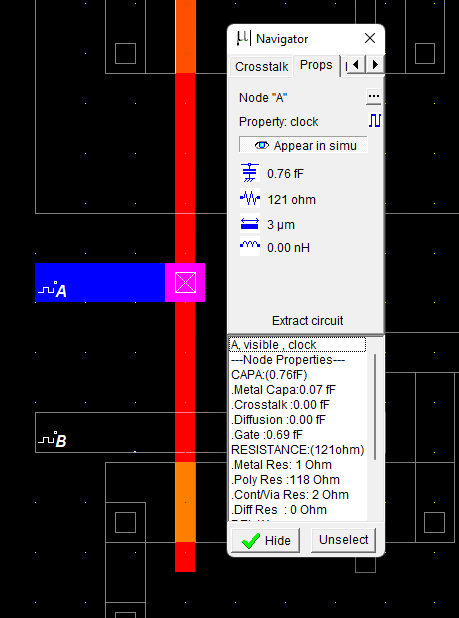 Navigator
Crosstalk Props
Node "A"
...
Property: clock
Appear in simu
0.76 fF
121 ohm
3 µm
0.00 nH
Extract circuit
A
B
A, visible , clock
---Node Properties---
CAPA:(0.76fF)
.Metal Capa:0.07 fF
.Crosstalk :0.00 fF
.Diffusion :0.00 fF
.Gate :0.69 fF
RESISTANCE:(121ohm)
.Metal Res: 1 Ohm
.Poly Res :118 Ohm
.Cont/Via Res: 2 Ohm
.Diff Res : 0 Ohm
Hide Unselect